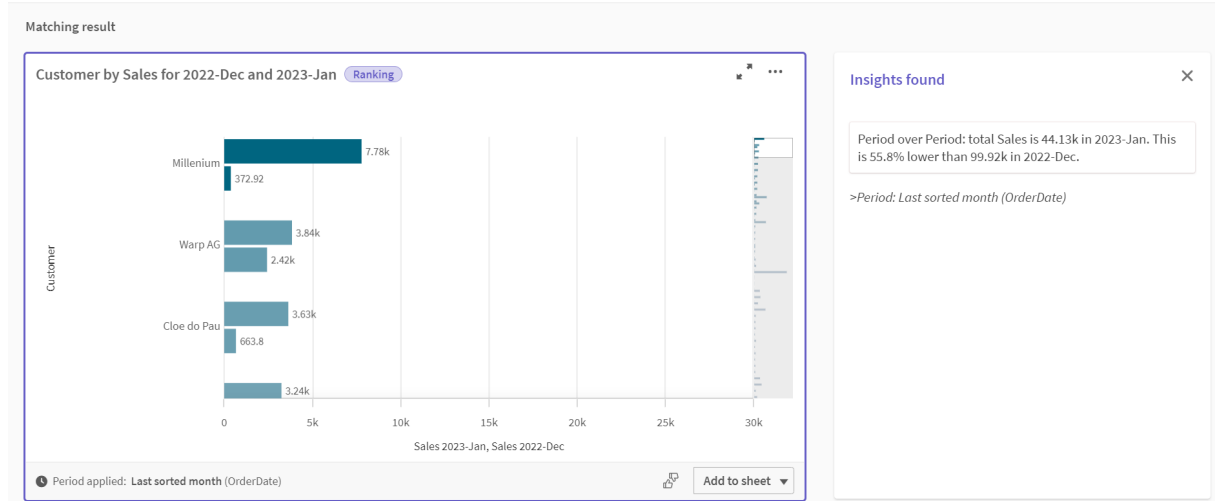 Matching result
Customer by Sales for 2022-Dec and 2023-Jan Ranking
Customer
Millenium
7.78k
372.92
Warp AG
3.84k
2.42k
Cloe do Pau
3.63k
663.8
3.24k
0 5k 10k 15k 20k 25k 30k
Sales 2023-Jan, Sales 2022-Dec
Period applied: Last sorted month (OrderDate)
Add to sheet
Insights found
Period over Period: total Sales is 44.13k in 2023-Jan. This
is 55.8% lower than 99.92k in 2022-Dec.
>Period: Last sorted month (OrderDate)